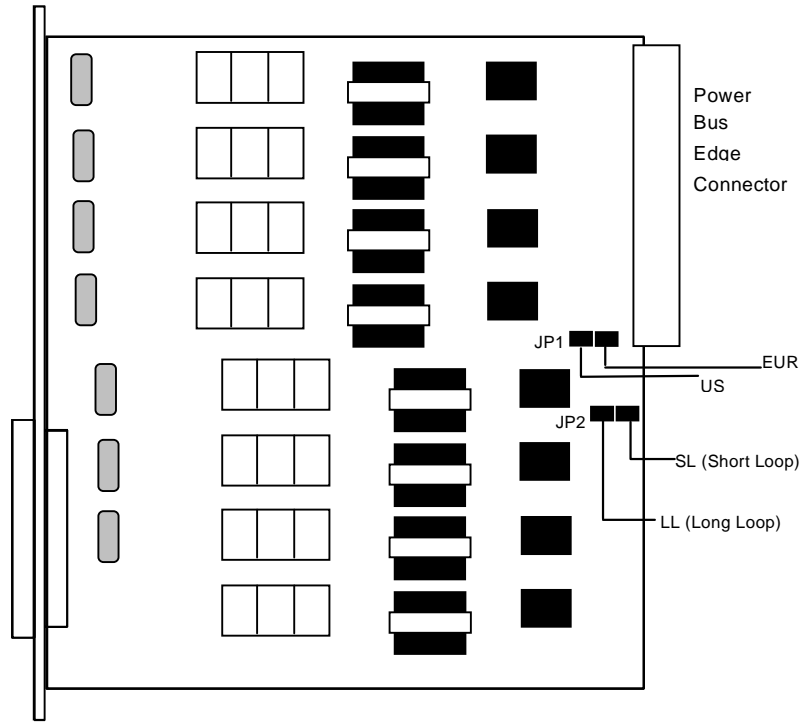 Power
Bus
Edge
Connector
JP1
EUR
US
JP2
SL (Short Loop)
LL (Long Loop)